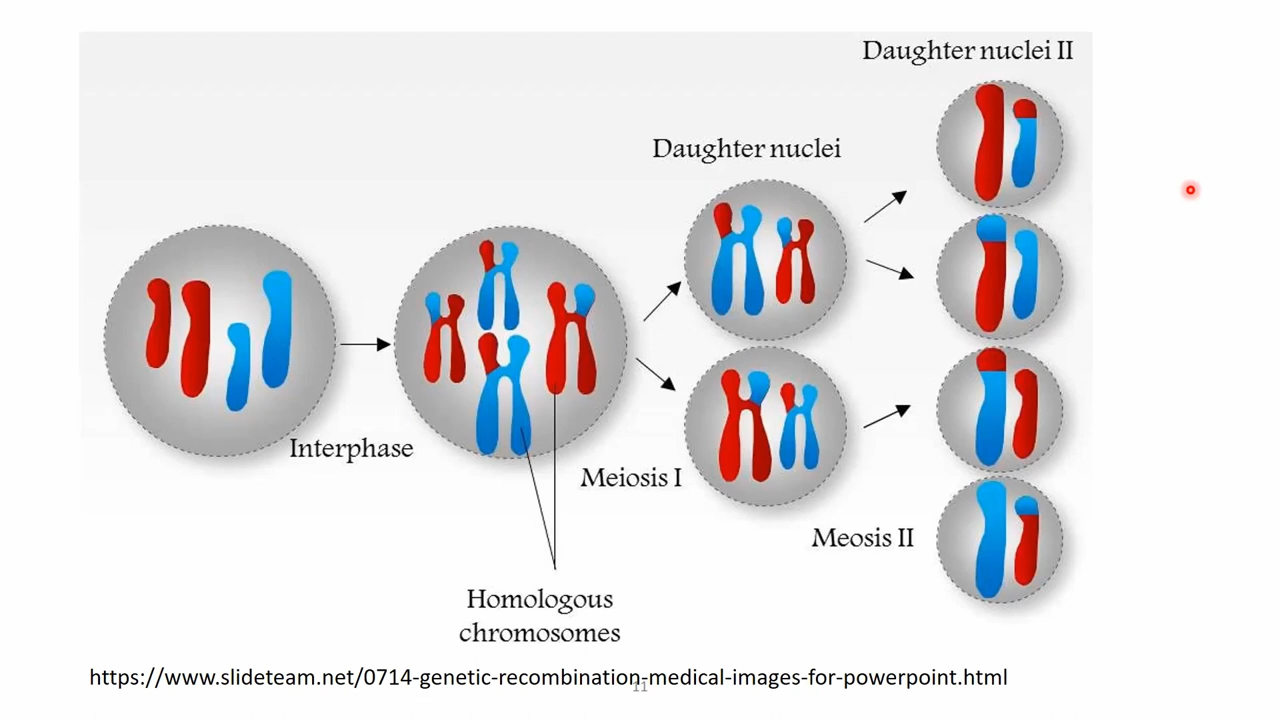 Daughter nuclei II
Daughter nuclei
Interphase
Meiosis I
Meosis II
Homologous
chromosomes
https://www.slideteam.net/0714-genetic-recombination-medical-images-for-powerpoint.html
11